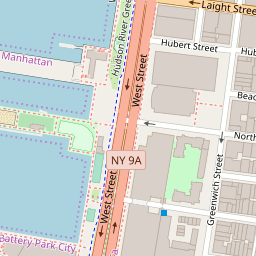 Laight Street
Hubert Street
Hudson River Gree
West Street
Manhattan
Beac
North
NY 9A
West Street
Greenwich Street
Battery Park City